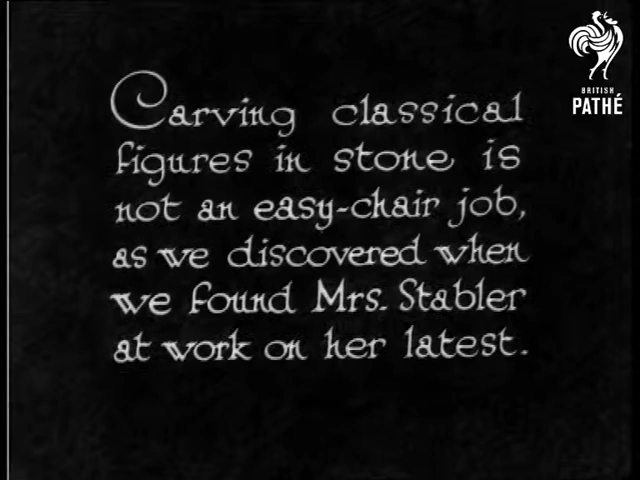 BRITISH
PATHÉ
Carving classical
figures in stone is
not an easy-chair job,
as we discovered when
we found Mrs. Stabler
at work on her latest.